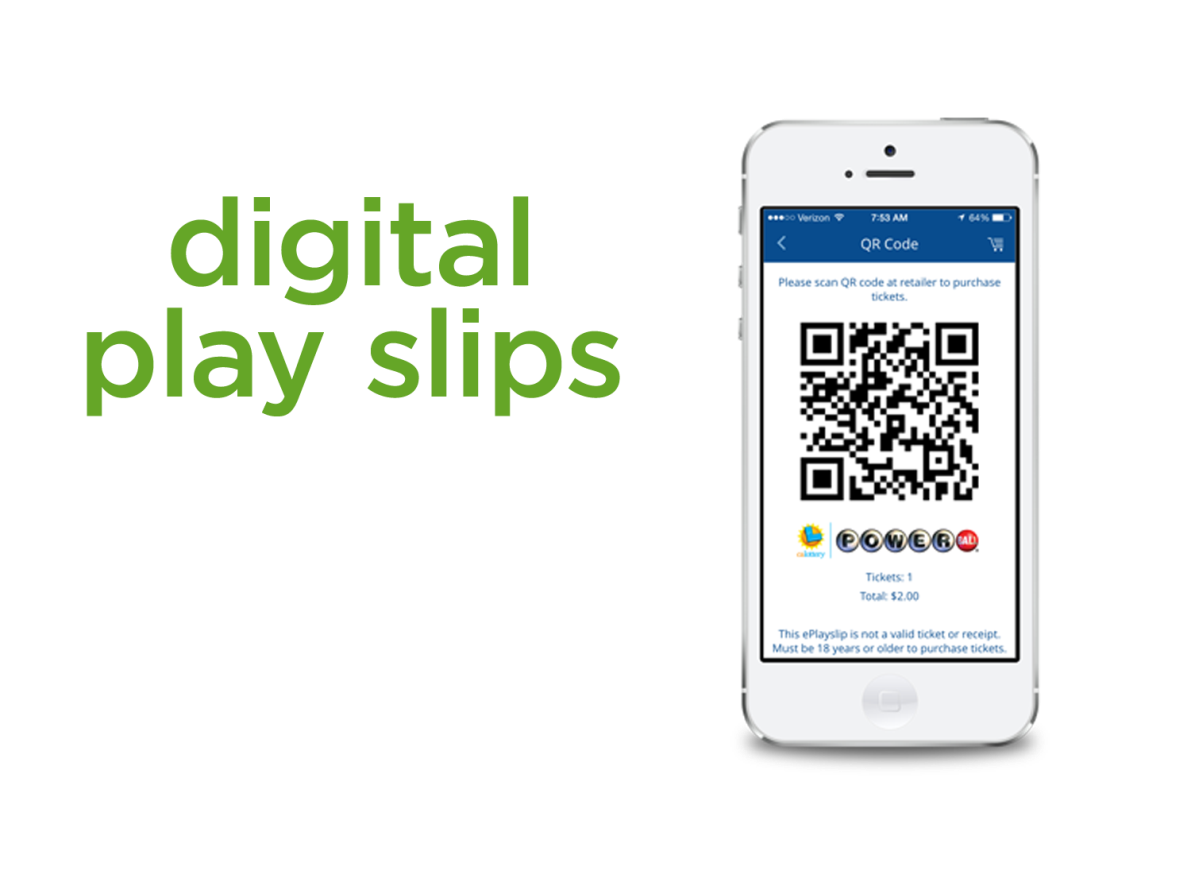 digital
play slips
Verizon 7:53 AM 64%
QR Code
Please scan QR code at retailer to purchase
tickets.
calottery POWERBALL
Tickets: 1
Total: $2.00
This ePlayslip is not a valid ticket or receipt.
Must be 18 years or older to purchase tickets.